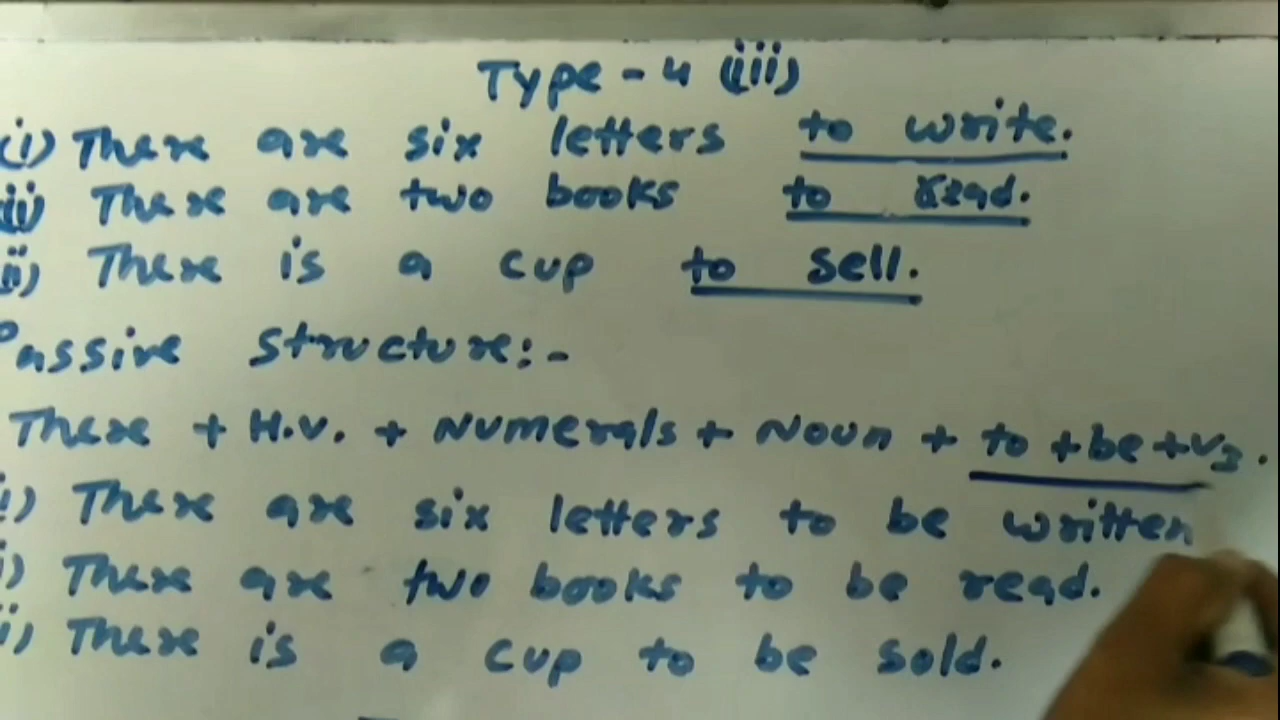 Type - 4 (iii)
(i) There are six letters to write.
(ii) There are two books to read.
ii) There is a cup to sell.
Passive structure:-
There + H.V. + Numerals + Noun + to + be + V3.
i) There are six letters to be written
i) There are two books to be read.
ii) There is a cup to be sold.